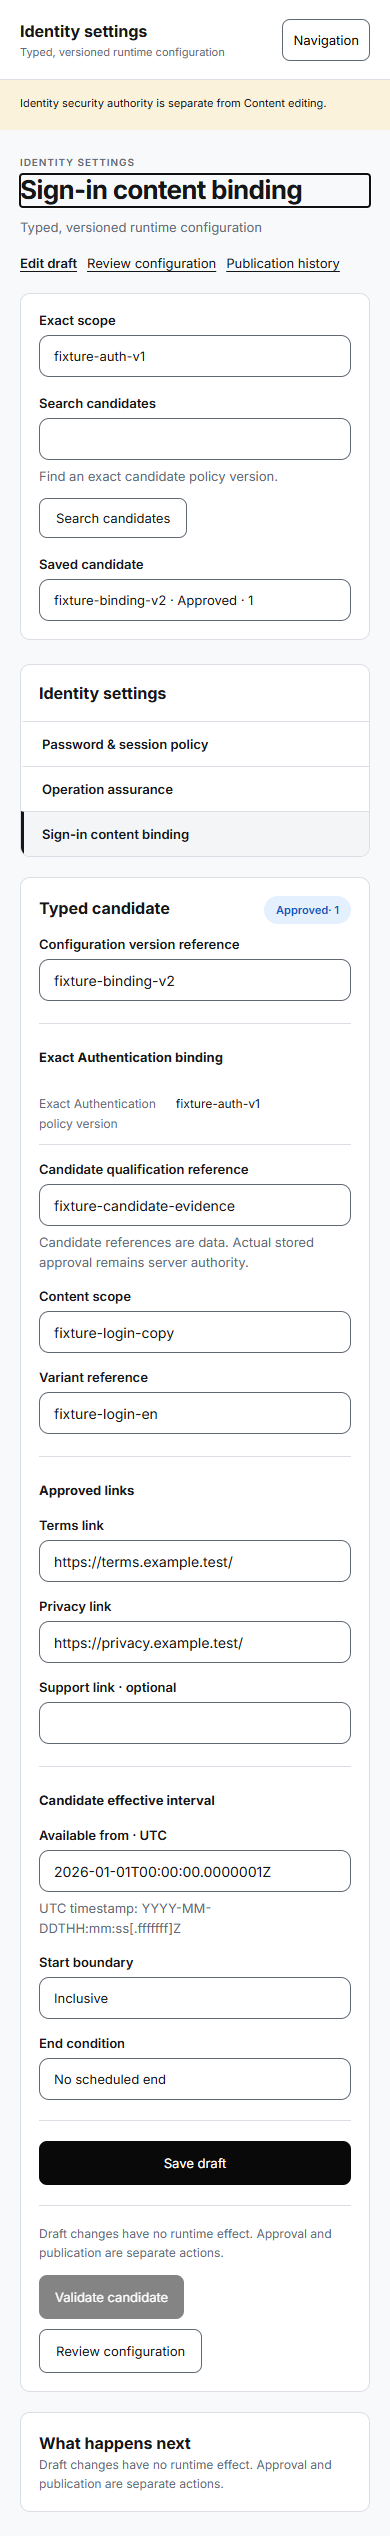 Identity settings
Typed, versioned runtime configuration
Navigation
Identity security authority is separate from Content editing.
IDENTITY SETTINGS
Sign-in content binding
Typed, versioned runtime configuration
Edit draft Review configuration Publication history
Exact scope
fixture-auth-v1
Search candidates
Find an exact candidate policy version.
Search candidates
Saved candidate
fixture-binding-v2 · Approved · 1
Identity settings
Password & session policy
Operation assurance
Sign-in content binding
Typed candidate
Approved· 1
Configuration version reference
fixture-binding-v2
Exact Authentication binding
Exact Authentication
policy version
fixture-auth-v1
Candidate qualification reference
fixture-candidate-evidence
Candidate references are data. Actual stored
approval remains server authority.
Content scope
fixture-login-copy
Variant reference
fixture-login-en
Approved links
Terms link
https://terms.example.test/
Privacy link
https://privacy.example.test/
Support link · optional
Candidate effective interval
Available from · UTC
2026-01-01T00:00:00.0000001Z
UTC timestamp: YYYY-MM-
DDTHH:mm:ss[.fffffff]Z
Start boundary
Inclusive
End condition
No scheduled end
Save draft
Draft changes have no runtime effect. Approval and
publication are separate actions.
Validate candidate
Review configuration
What happens next
Draft changes have no runtime effect. Approval and
publication are separate actions.